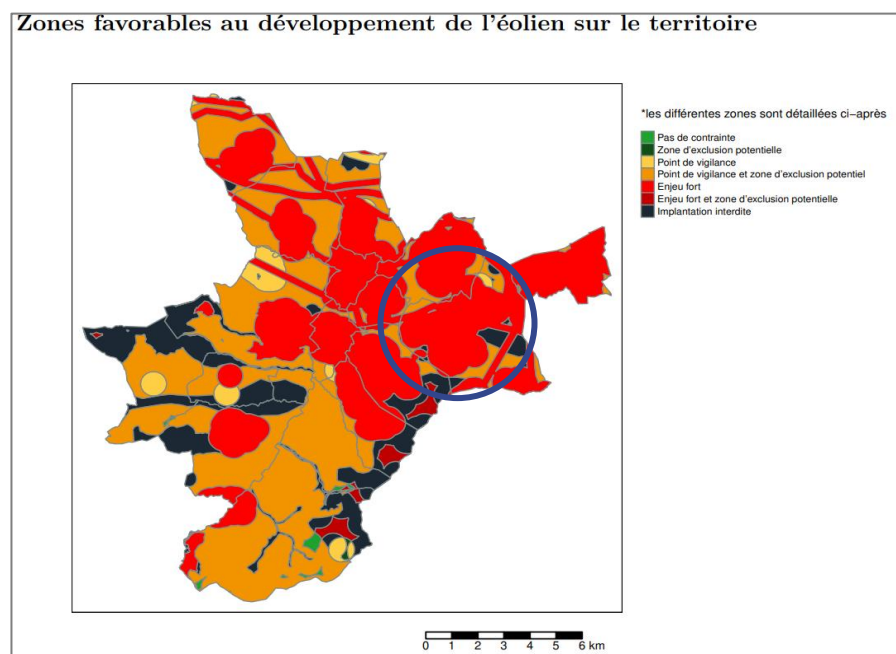 Zones favorables au développement de l'éolien sur le territoire
*les différentes zones sont détaillées ci−après
Pas de contrainte
Zone d'exclusion potentielle
Point de vigilance
Point de vigilance et zone d'exclusion potentiel
Enjeu fort
Enjeu fort et zone d'exclusion potentielle
Implantation interdite
0 1 2 3 4 5 6 km